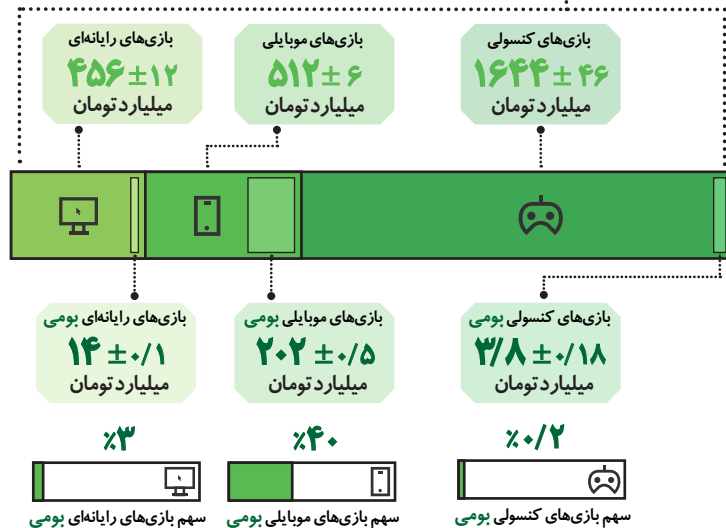 بازی‌های کنسولی
۱۶۴۴ ± ۴۶
میلیارد تومان
بازی‌های موبایلی
۵۱۲ ± ۶
میلیارد تومان
بازی‌های رایانه‌ای
۴۵۶ ± ۱۲
میلیارد تومان
بازی‌های کنسولی بومی
۳/۸ ± ۰/۱۸
میلیارد تومان
بازی‌های موبایلی بومی
۲۰۲ ± ۰/۵
میلیارد تومان
بازی‌های رایانه‌ای بومی
۱۴ ± ۰/۱
میلیارد تومان
٪۰/۲
سهم بازی‌های کنسولی بومی
٪۴۰
سهم بازی‌های موبایلی بومی
٪۳
سهم بازی‌های رایانه‌ای بومی